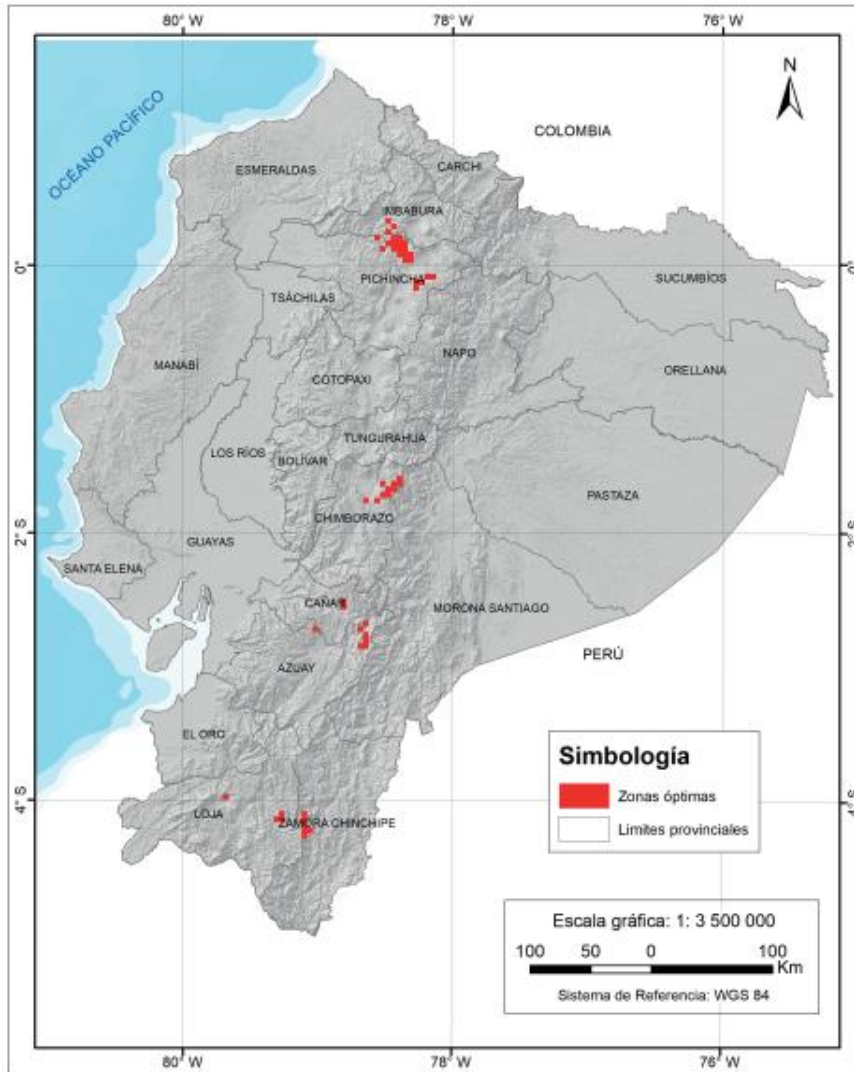 80° W 78° W 76° W
N
OCÉANO PACÍFICO
COLOMBIA
ESMERALDAS
CARCHI
IMBABURA
0°
0°
PICHINCHA
SUCUMBÍOS
TSÁCHILAS
NAPO
MANABÍ
ORELLANA
COTOPAXI
LOS RÍOS
TUNGURAHUA
BOLÍVAR
PASTAZA
CHIMBORAZO
2° S
2° S
GUAYAS
SANTA ELENA
CAÑAR
MORONA SANTIAGO
PERÚ
AZUAY
EL ORO
Simbología
Zonas óptimas
Limites provinciales
4° S
4° S
LOJA
ZAMORA CHINCHIPE
Escala gráfica: 1: 3 500 000
100 50 0 100
Km
Sistema de Referencia: WGS 84
80° W 78° W 76° W